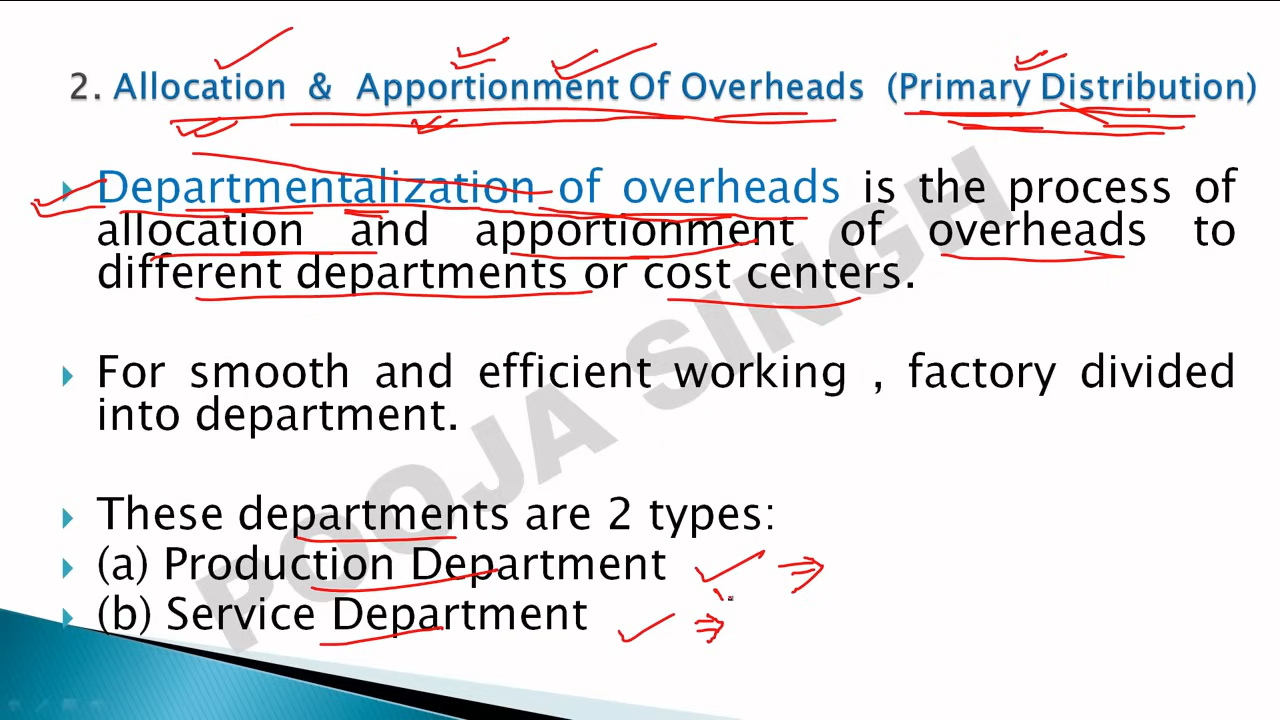 2. Allocation & Apportionment Of Overheads (Primary Distribution)
Departmentalization of overheads is the process of
allocation and apportionment of overheads to
different departments or cost centers.
For smooth and efficient working , factory divided
into department.
These departments are 2 types:
(a) Production Department
(b) Service Department
POOJA SINGH